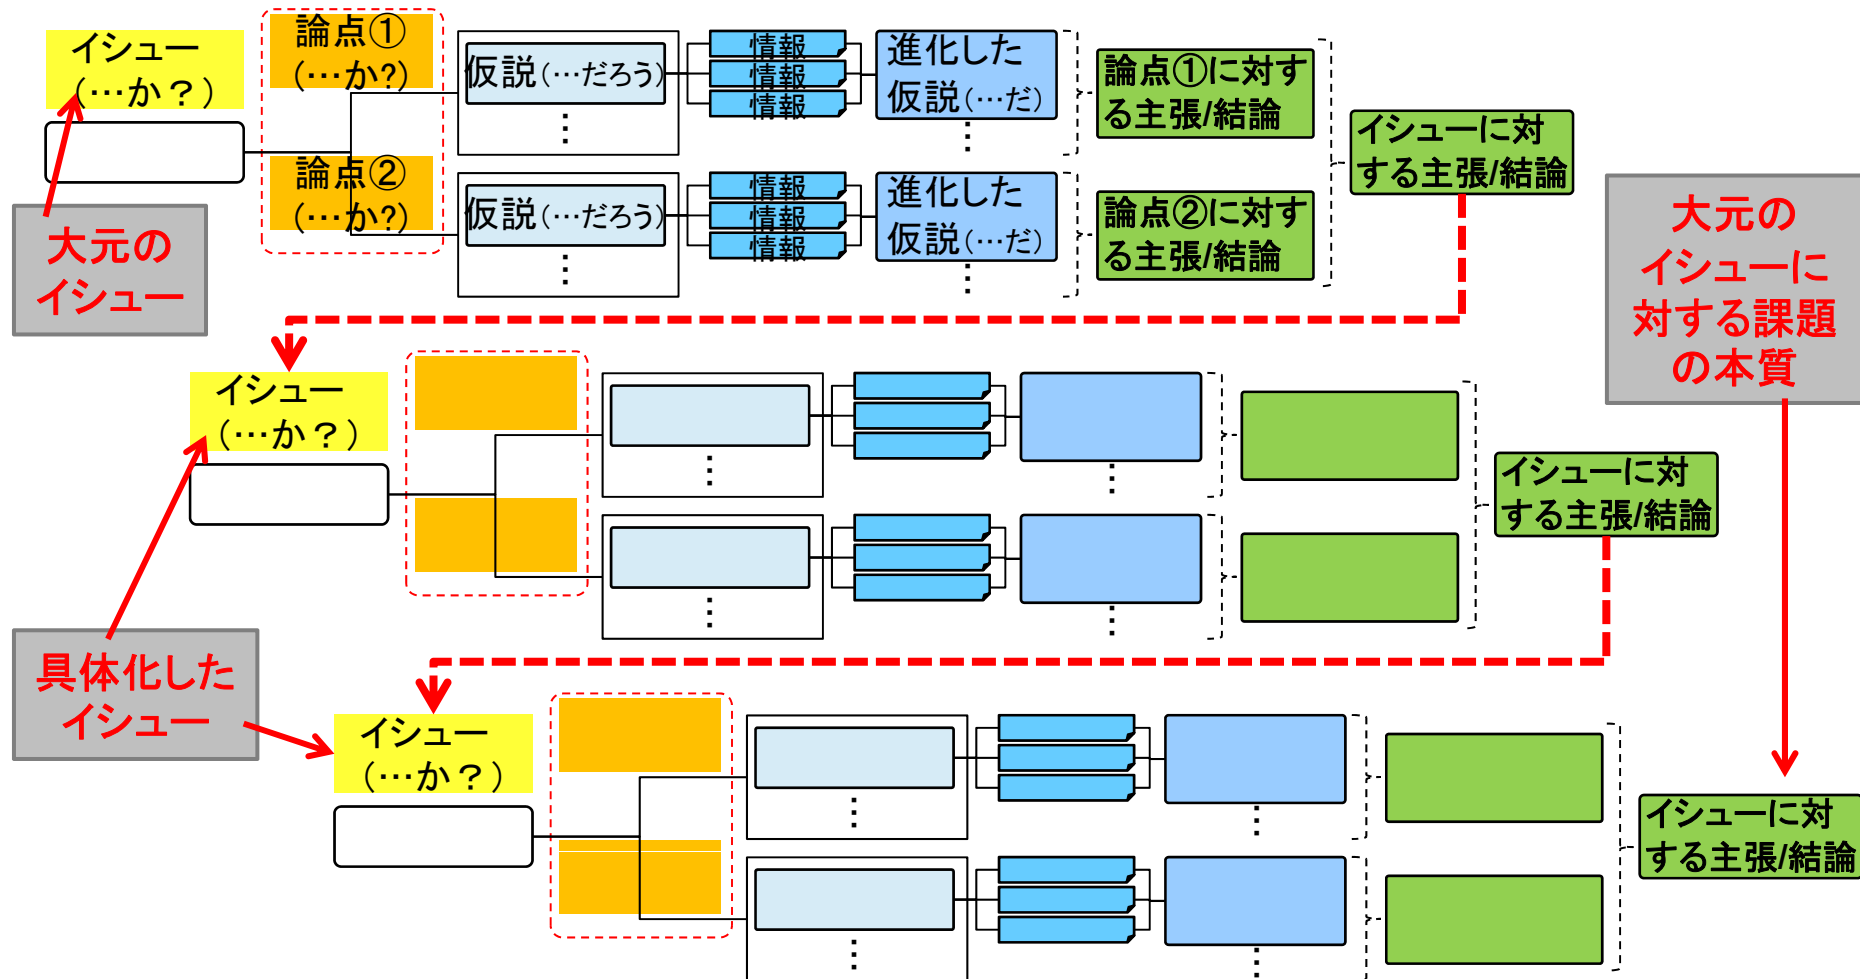 イシュー
(…か？)
論点①
(…か?)
仮説(…だろう)
⋮
情報
情報
情報
進化した
仮説(…だ)
⋮
論点①に対す
る主張/結論
論点②
(…か?)
仮説(…だろう)
⋮
情報
情報
情報
進化した
仮説(…だ)
⋮
論点②に対す
る主張/結論
イシューに対
する主張/結論
大元の
イシュー
大元の
イシューに
対する課題
の本質
イシュー
(…か？)
⋮
⋮
⋮
⋮
イシューに対
する主張/結論
具体化した
イシュー
イシュー
(…か？)
⋮
⋮
⋮
⋮
イシューに対
する主張/結論